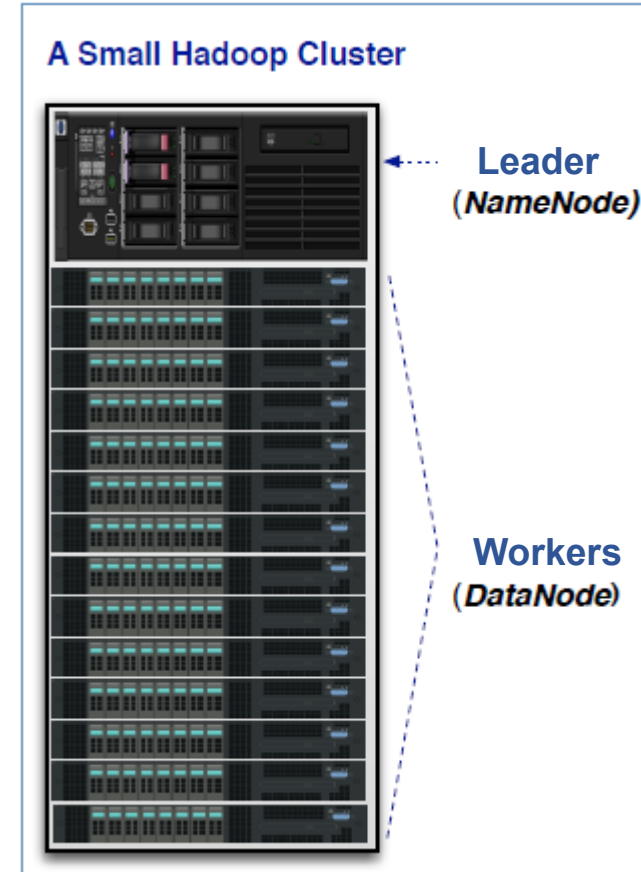 A Small Hadoop Cluster
Leader
(NameNode)
Workers
(DataNode)